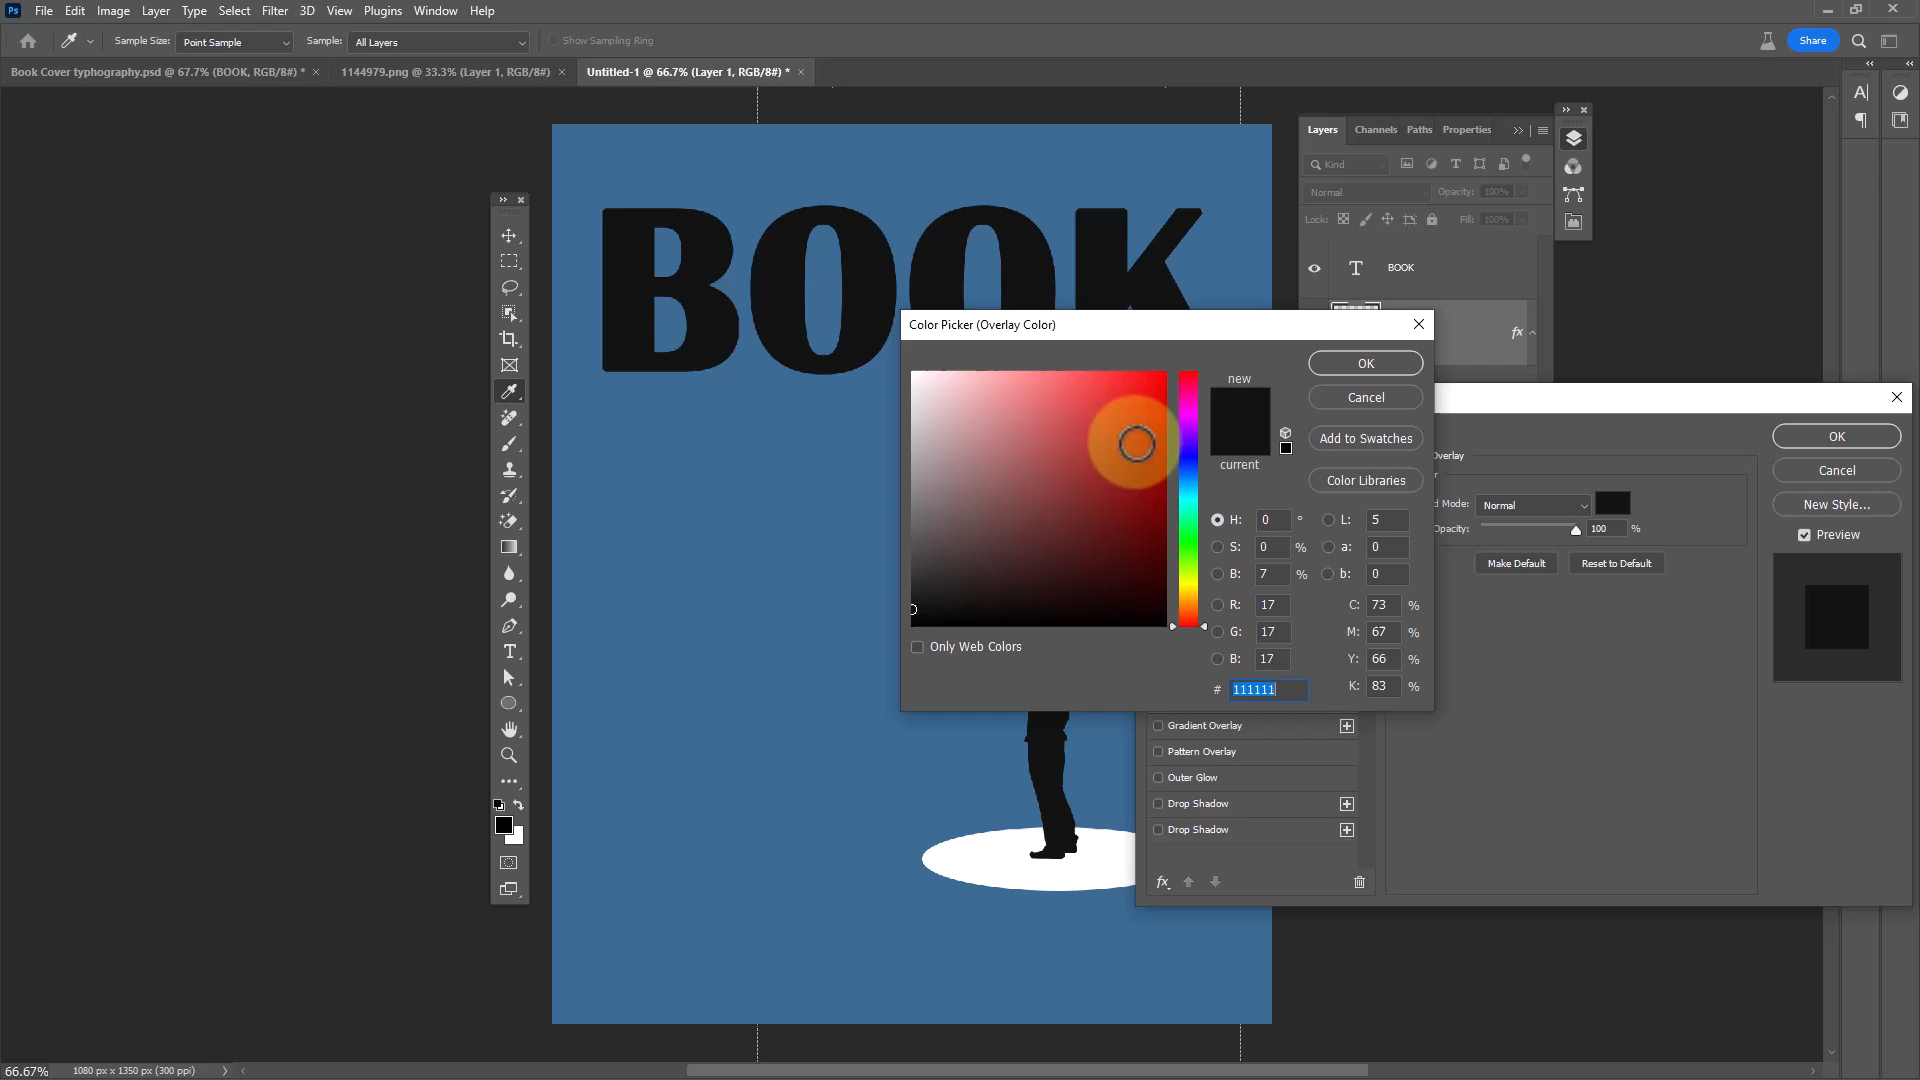 Ps File Edit Image Layer Type Select Filter 3D View Plugins Window Help
Sample Size: Point Sample Sample: All Layers Show Sampling Ring Share
Book Cover typhography.psd @ 67.7% (BOOK, RGB/8#) * × 1144979.png @ 33.3% (Layer 1, RGB/8#) × Untitled-1 @ 66.7% (Layer 1, RGB/8#) * ×
Layers Channels Paths Properties
Kind
Normal Opacity: 100%
Lock: Fill: 100%
BOOK
fx
BOOK
Color Picker (Overlay Color)
new
current
OK
Cancel
Add to Swatches
Color Libraries
H: 0 ° L: 5
S: 0 % a: 0
B: 7 % b: 0
R: 17 C: 73 %
G: 17 M: 67 %
B: 17 Y: 66 %
# 111111 K: 83 %
Only Web Colors
Overlay
d Mode: Normal
Opacity: 100 %
Make Default Reset to Default
OK
Cancel
New Style...
Preview
Gradient Overlay
Pattern Overlay
Outer Glow
Drop Shadow
Drop Shadow
fx
66.67% 1080 px x 1350 px (300 ppi)